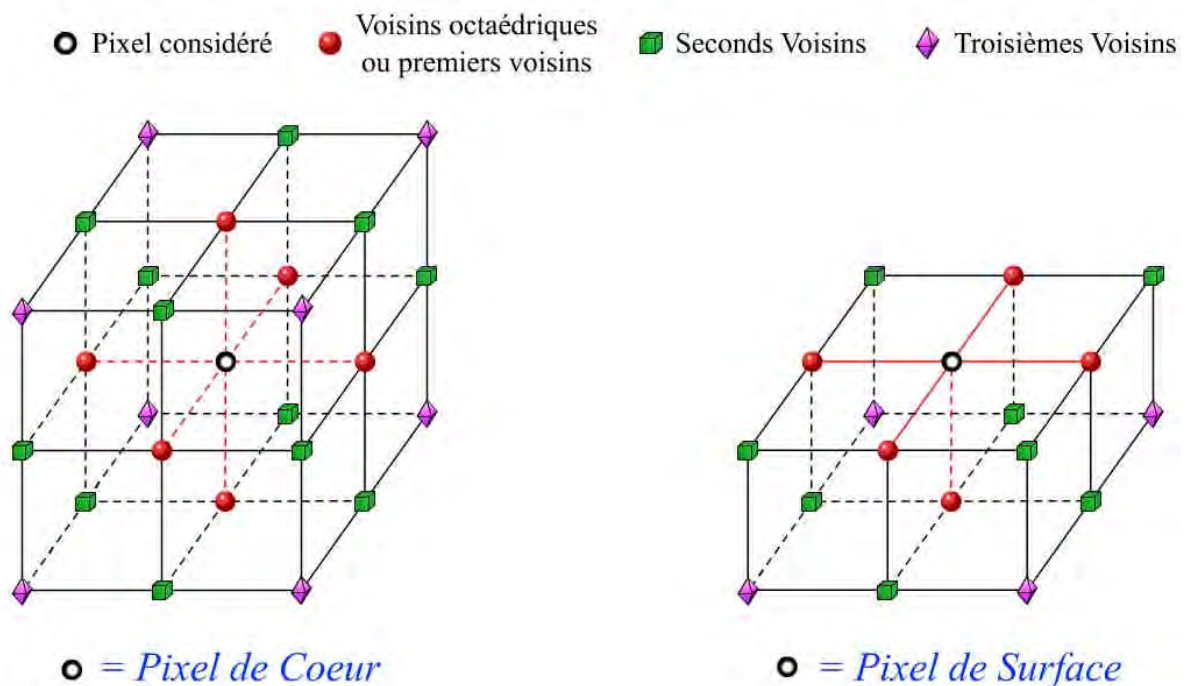 Pixel considéré
Voisins octaédriques
ou premiers voisins
Seconds Voisins
Troisièmes Voisins
= Pixel de Coeur
= Pixel de Surface